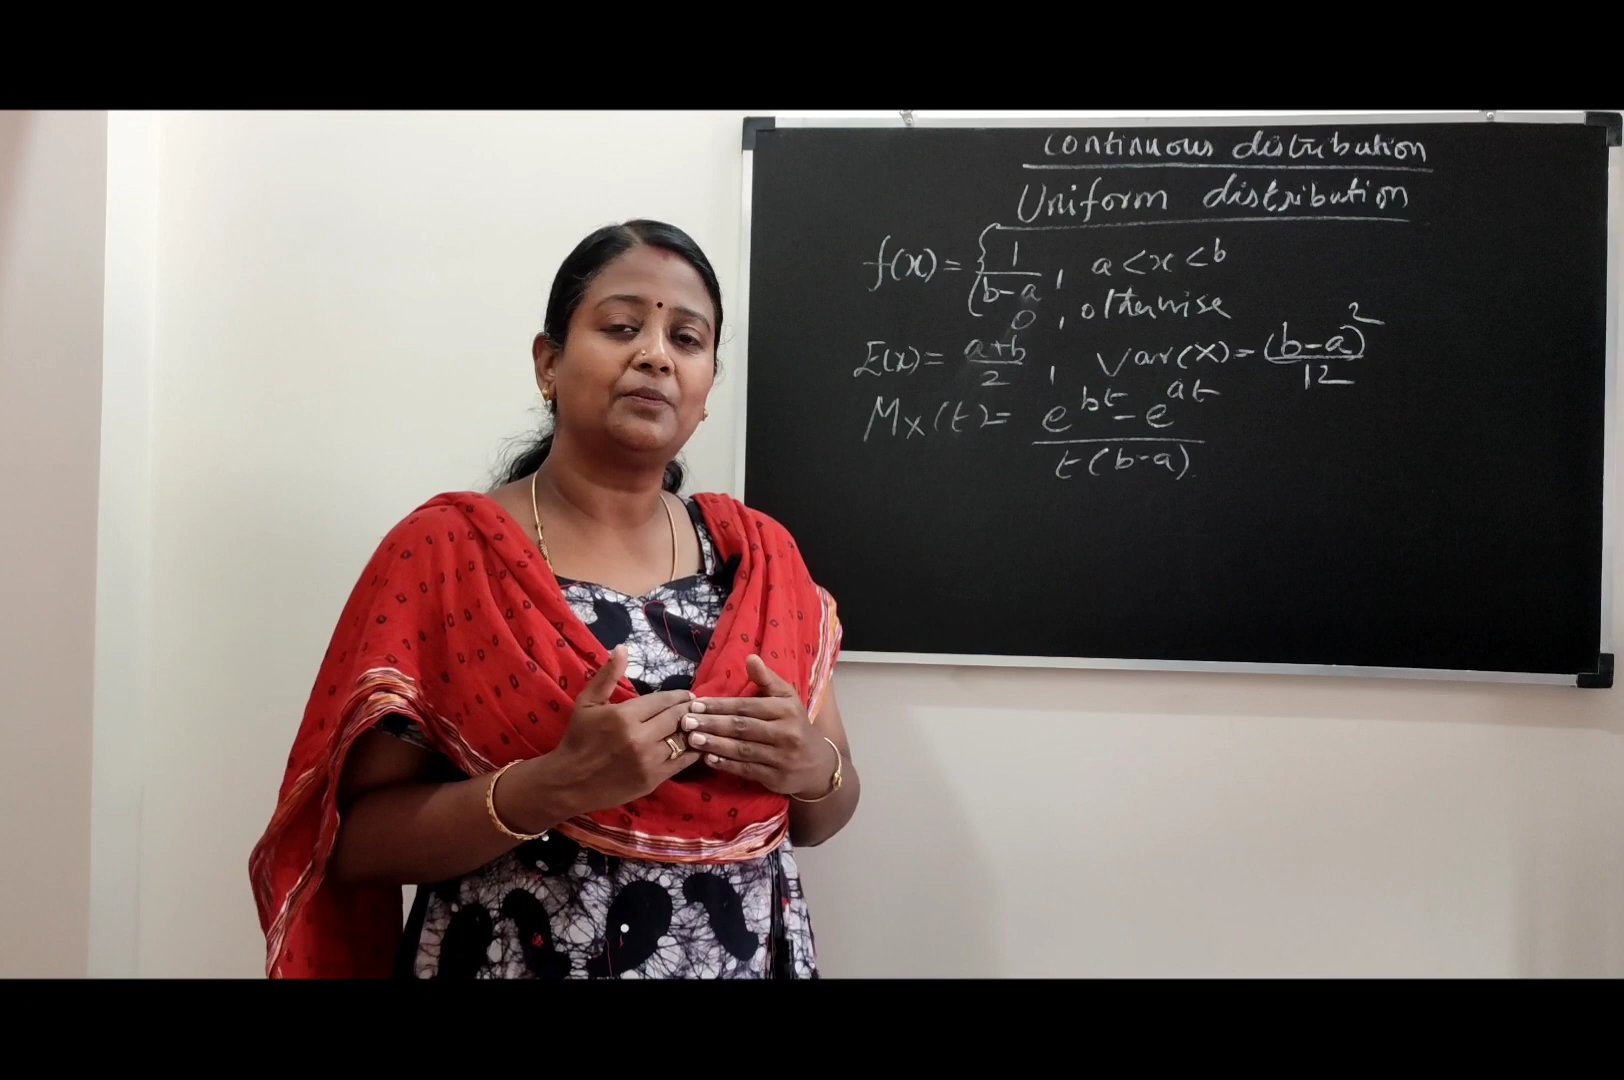 Continuous distribution
Uniform distribution
f(x) = { 1/(b-a , a < x < b
0 , otherwise
E(x) = a+b/2 , Var(X) = (b-a)²/12
Mx(t) = e^bt - e^at / t(b-a)